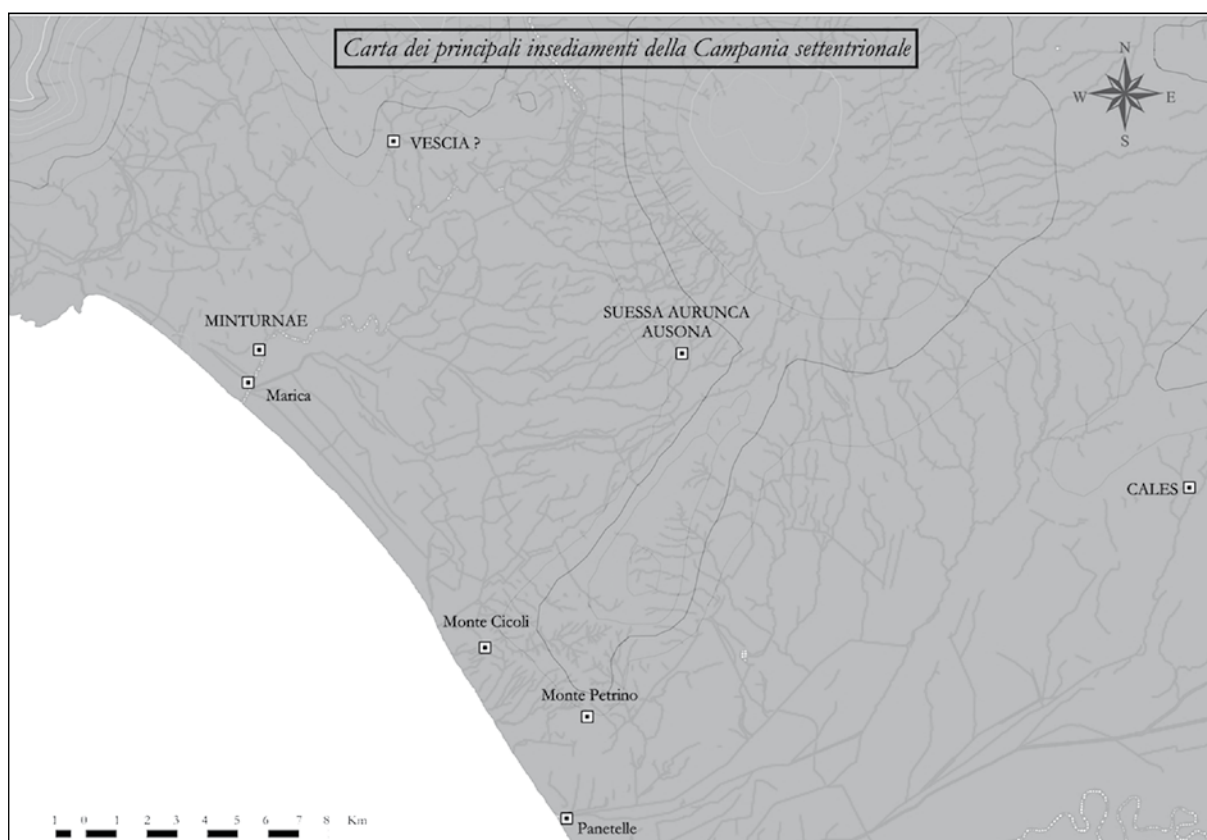 Carta dei principali insediamenti della Campania settentrionale
N
W E
S
VESCIA ?
SUESSA AURUNCA
AUSONA
MINTURNAE
Marica
CALES
Monte Cicoli
Monte Petrino
Panetelle
1 0 1 2 3 4 5 6 7 8 Km